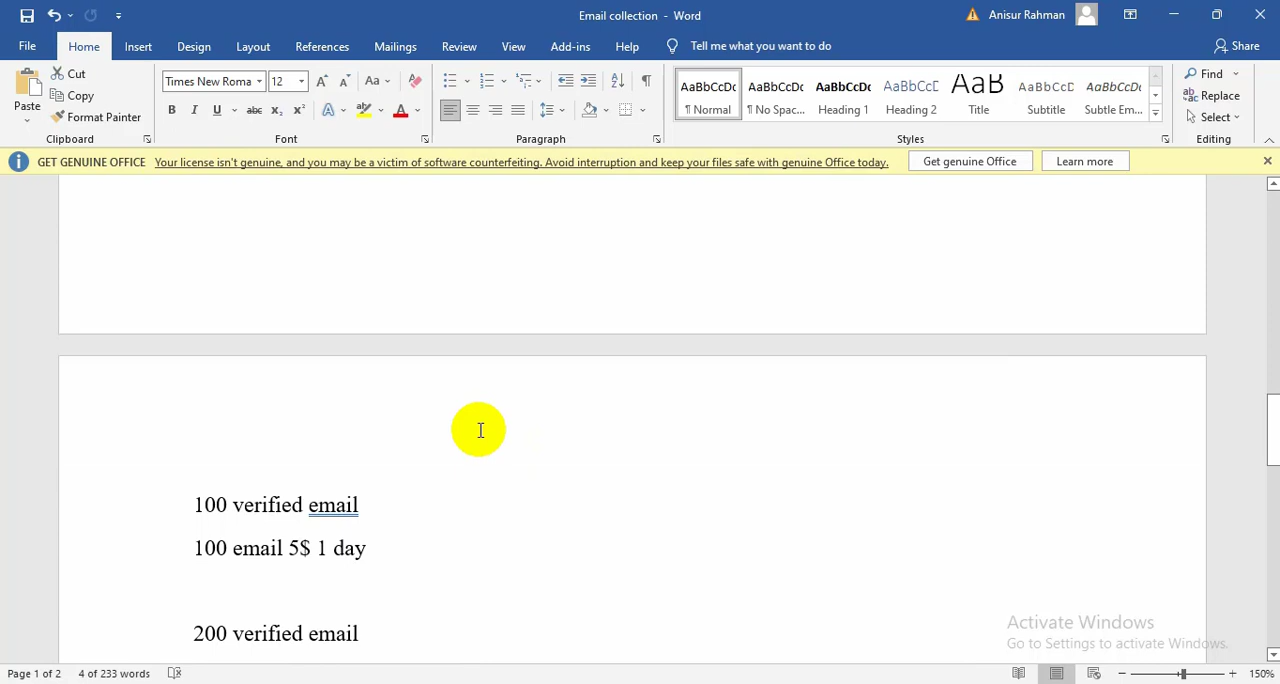 Email collection - Word
Anisur Rahman
File Home Insert Design Layout References Mailings Review View Add-ins Help Tell me what you want to do
Share
Paste
Cut
Copy
Format Painter
Clipboard
Times New Roma 12
Font
Paragraph
AaBbCcDc AaBbCcDc AaBbCcDc AaBbCcD AaB AaBbCcD AaBbCcDc
¶ Normal ¶ No Spac... Heading 1 Heading 2 Title Subtitle Subtle Em...
Styles
Find
Replace
Select
Editing
GET GENUINE OFFICE Your license isn't genuine, and you may be a victim of software counterfeiting. Avoid interruption and keep your files safe with genuine Office today. Get genuine Office Learn more
100 verified email
100 email 5$ 1 day
200 verified email
Activate Windows
Go to Settings to activate Windows.
Page 1 of 2 4 of 233 words
150%